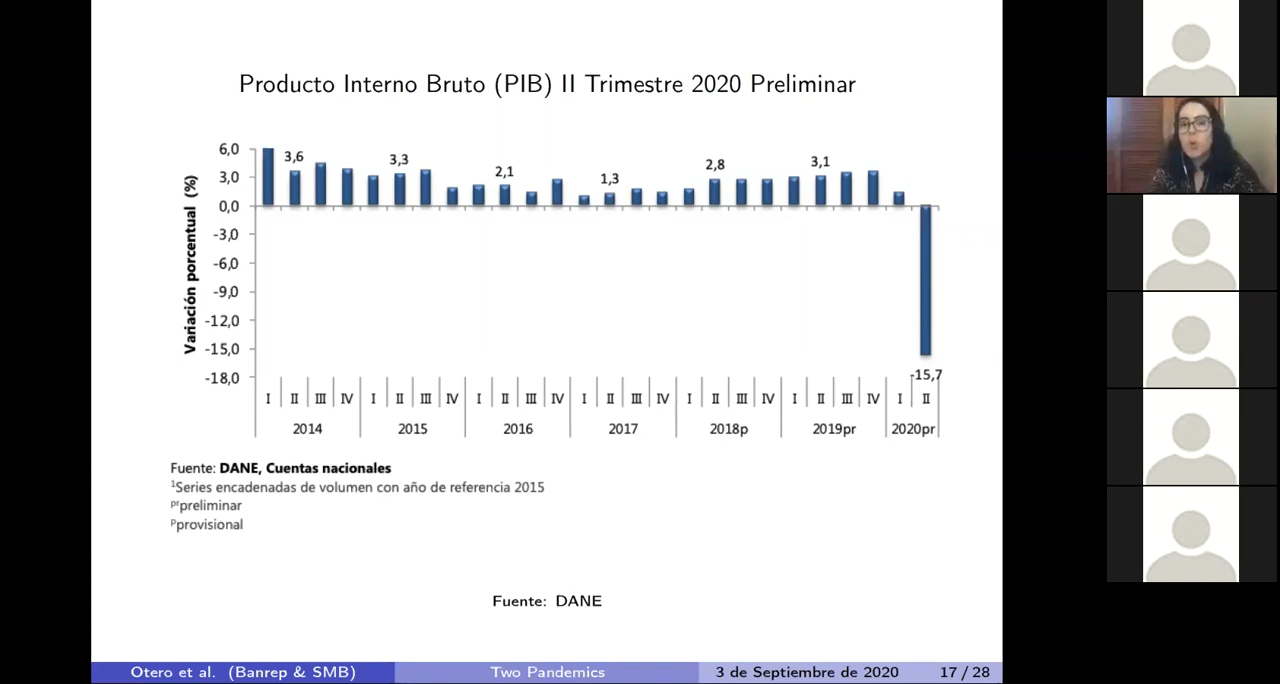 Producto Interno Bruto (PIB) II Trimestre 2020 Preliminar
Variación porcentual (%)
6,0
3,0
0,0
-3,0
-6,0
-9,0
-12,0
-15,0
-18,0
3,6 3,3 2,1 1,3 2,8 3,1
-15,7
I II III IV I II III IV I II III IV I II III IV I II III IV I II III IV I II
2014 2015 2016 2017 2018p 2019pr 2020pr
Fuente: DANE, Cuentas nacionales
¹Series encadenadas de volumen con año de referencia 2015
ᵖʳpreliminar
ᵖprovisional
Fuente: DANE
Otero et al. (Banrep & SMB) Two Pandemics 3 de Septiembre de 2020 17 / 28